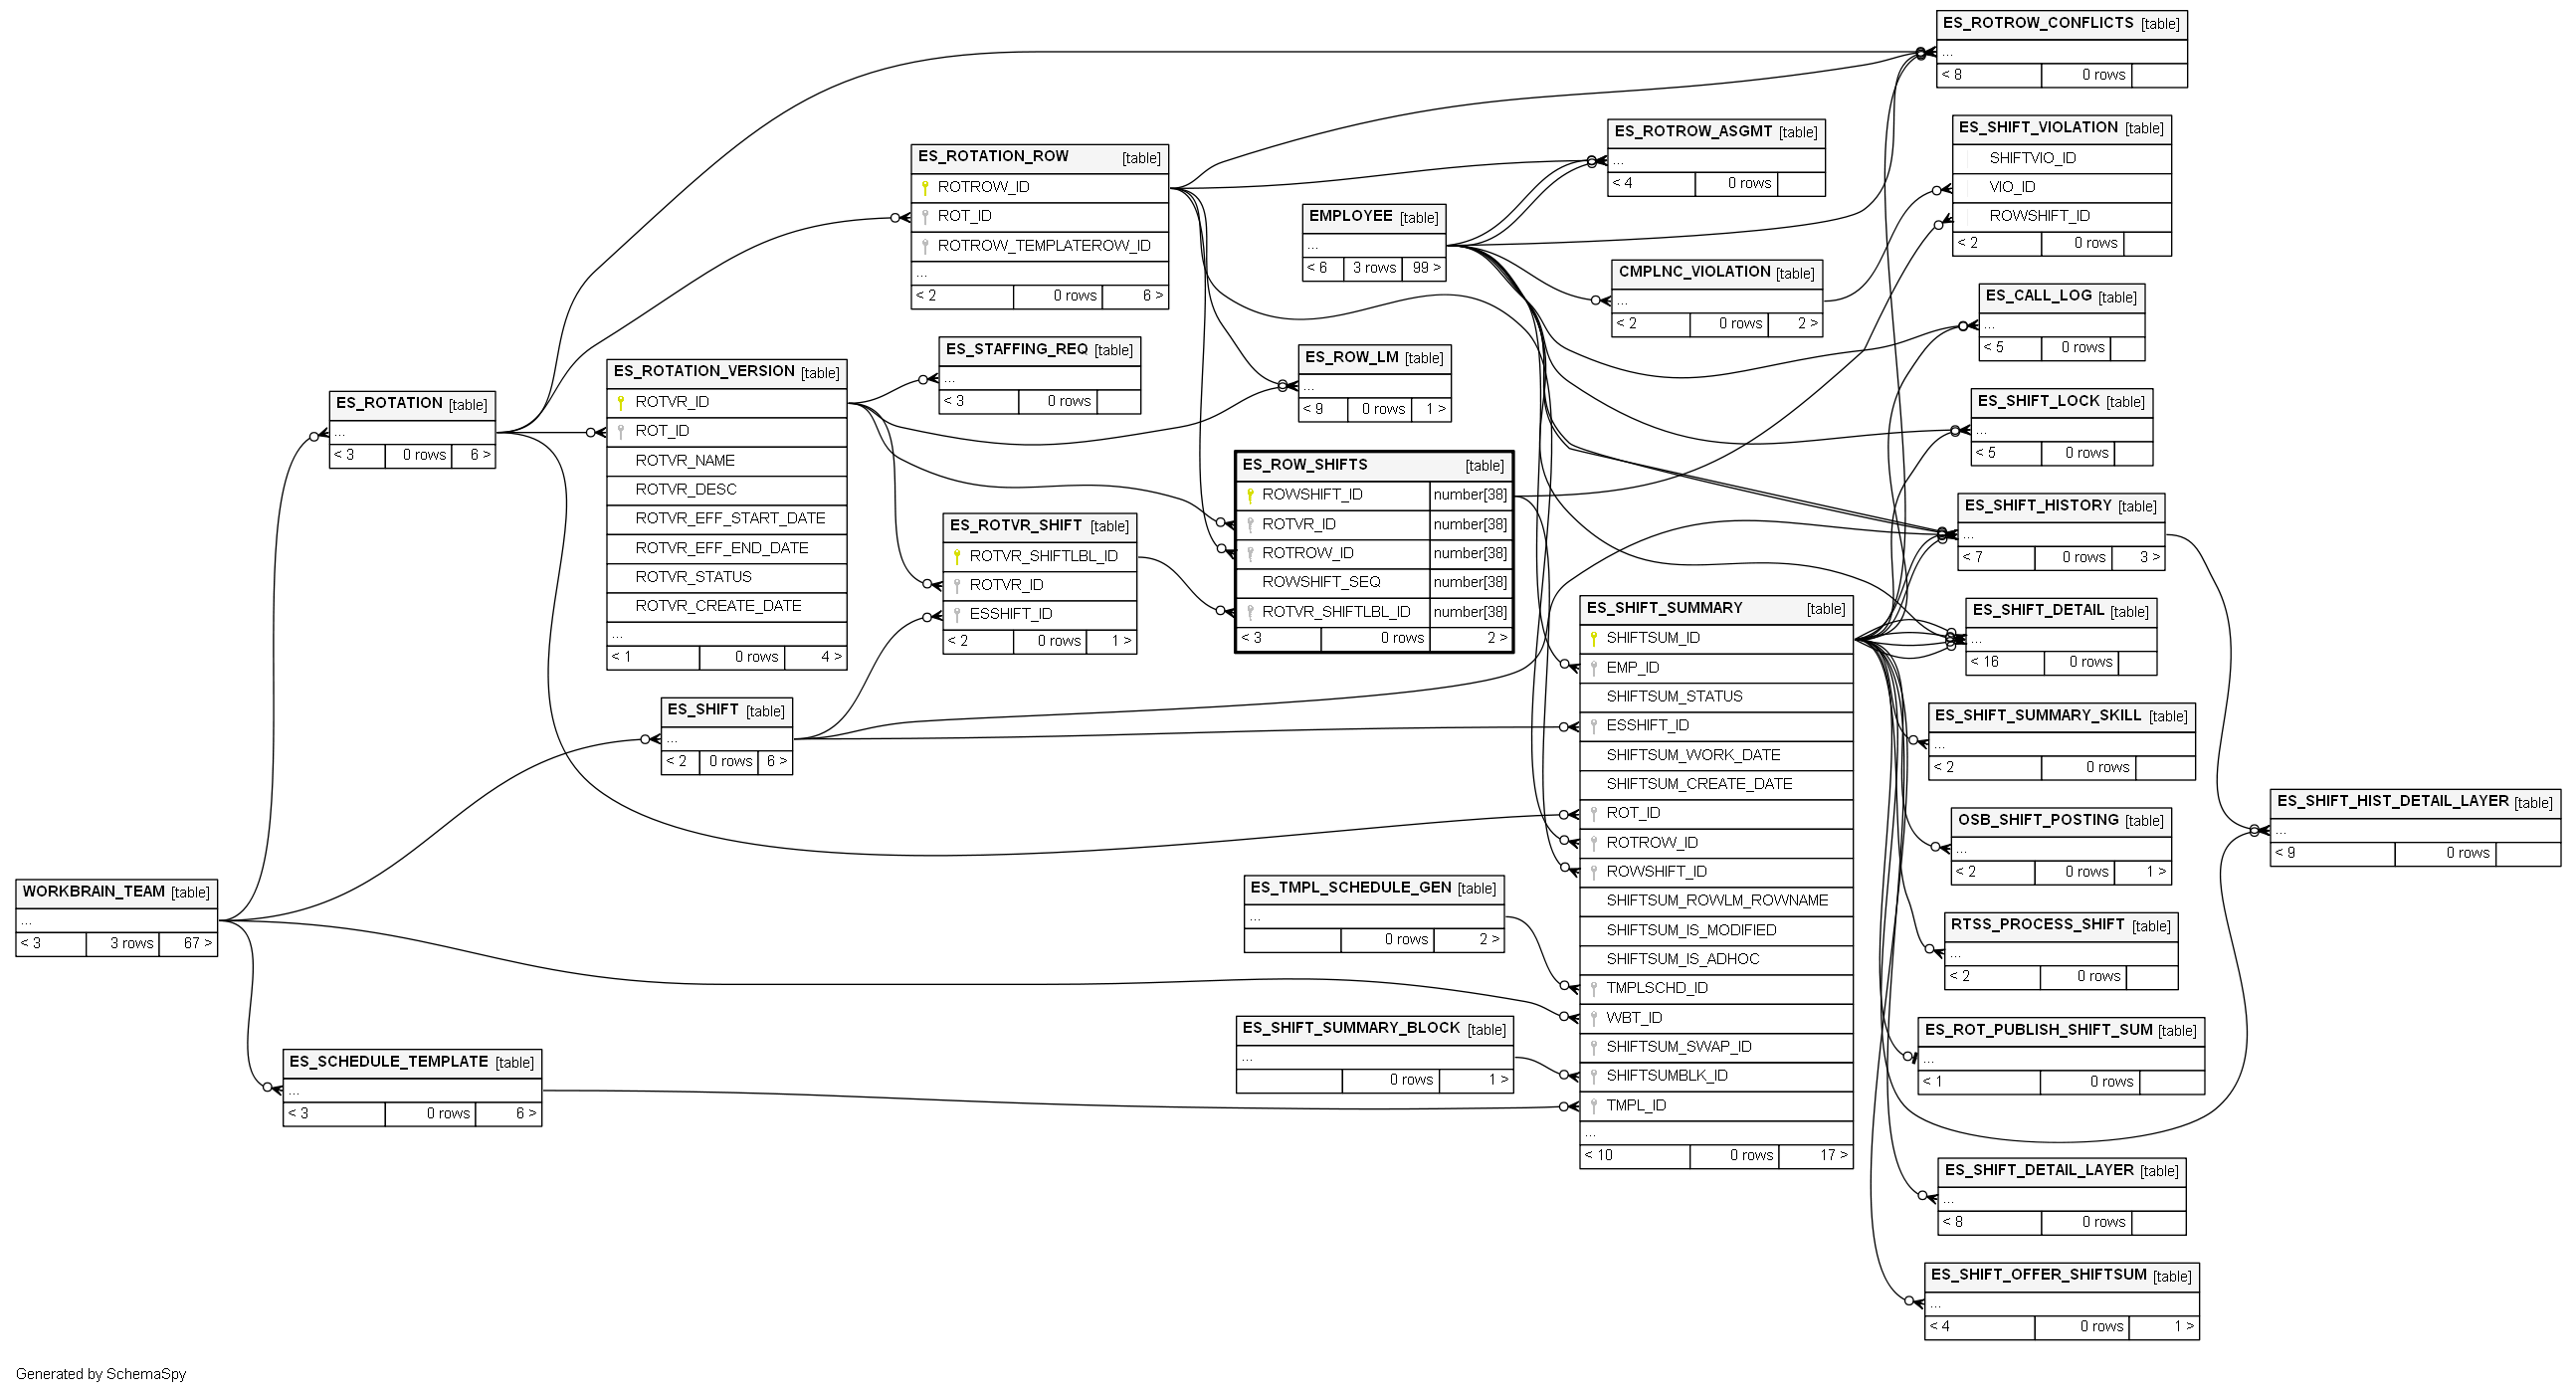 ES_ROTROW_CONFLICTS [table]
...
< 8 0 rows
ES_ROTROW_ASGMT [table]
...
< 4 0 rows
ES_SHIFT_VIOLATION [table]
SHIFTVIO_ID
VIO_ID
ROWSHIFT_ID
< 2 0 rows
ES_ROTATION_ROW [table]
ROTROW_ID
ROT_ID
ROTROW_TEMPLATEROW_ID
...
< 2 0 rows 6 >
EMPLOYEE [table]
...
< 6 3 rows 99 >
CMPLNC_VIOLATION [table]
...
< 2 0 rows 2 >
ES_CALL_LOG [table]
...
< 5 0 rows
ES_STAFFING_REQ [table]
...
< 3 0 rows
ES_ROW_LM [table]
...
< 9 0 rows 1 >
ES_ROTATION_VERSION [table]
ROTVR_ID
ROT_ID
ROTVR_NAME
ROTVR_DESC
ROTVR_EFF_START_DATE
ROTVR_EFF_END_DATE
ROTVR_STATUS
ROTVR_CREATE_DATE
...
< 1 0 rows 4 >
ES_ROTATION [table]
...
< 3 0 rows 6 >
ES_SHIFT_LOCK [table]
...
< 5 0 rows
ES_ROW_SHIFTS [table]
ROWSHIFT_ID number[38]
ROTVR_ID number[38]
ROTROW_ID number[38]
ROWSHIFT_SEQ number[38]
ROTVR_SHIFTLBL_ID number[38]
< 3 0 rows 2 >
ES_SHIFT_HISTORY [table]
...
< 7 0 rows 3 >
ES_ROTVR_SHIFT [table]
ROTVR_SHIFTLBL_ID
ROTVR_ID
ESSHIFT_ID
< 2 0 rows 1 >
ES_SHIFT_SUMMARY [table]
SHIFTSUM_ID
EMP_ID
SHIFTSUM_STATUS
ESSHIFT_ID
SHIFTSUM_WORK_DATE
SHIFTSUM_CREATE_DATE
ROT_ID
ROTROW_ID
ROWSHIFT_ID
SHIFTSUM_ROWLM_ROWNAME
SHIFTSUM_IS_MODIFIED
SHIFTSUM_IS_ADHOC
TMPLSCHD_ID
WBT_ID
SHIFTSUM_SWAP_ID
SHIFTSUMBLK_ID
TMPL_ID
...
< 10 0 rows 17 >
ES_SHIFT_DETAIL [table]
...
< 16 0 rows
ES_SHIFT [table]
...
< 2 0 rows 6 >
ES_SHIFT_SUMMARY_SKILL [table]
...
< 2 0 rows
ES_SHIFT_HIST_DETAIL_LAYER [table]
...
< 9 0 rows
OSB_SHIFT_POSTING [table]
...
< 2 0 rows 1 >
WORKBRAIN_TEAM [table]
...
< 3 3 rows 67 >
ES_TMPL_SCHEDULE_GEN [table]
...
0 rows 2 >
RTSS_PROCESS_SHIFT [table]
...
< 2 0 rows
ES_SHIFT_SUMMARY_BLOCK [table]
...
0 rows 1 >
ES_ROT_PUBLISH_SHIFT_SUM [table]
...
< 1 0 rows
ES_SCHEDULE_TEMPLATE [table]
...
< 3 0 rows 6 >
ES_SHIFT_DETAIL_LAYER [table]
...
< 8 0 rows
ES_SHIFT_OFFER_SHIFTSUM [table]
...
< 4 0 rows 1 >
Generated by SchemaSpy